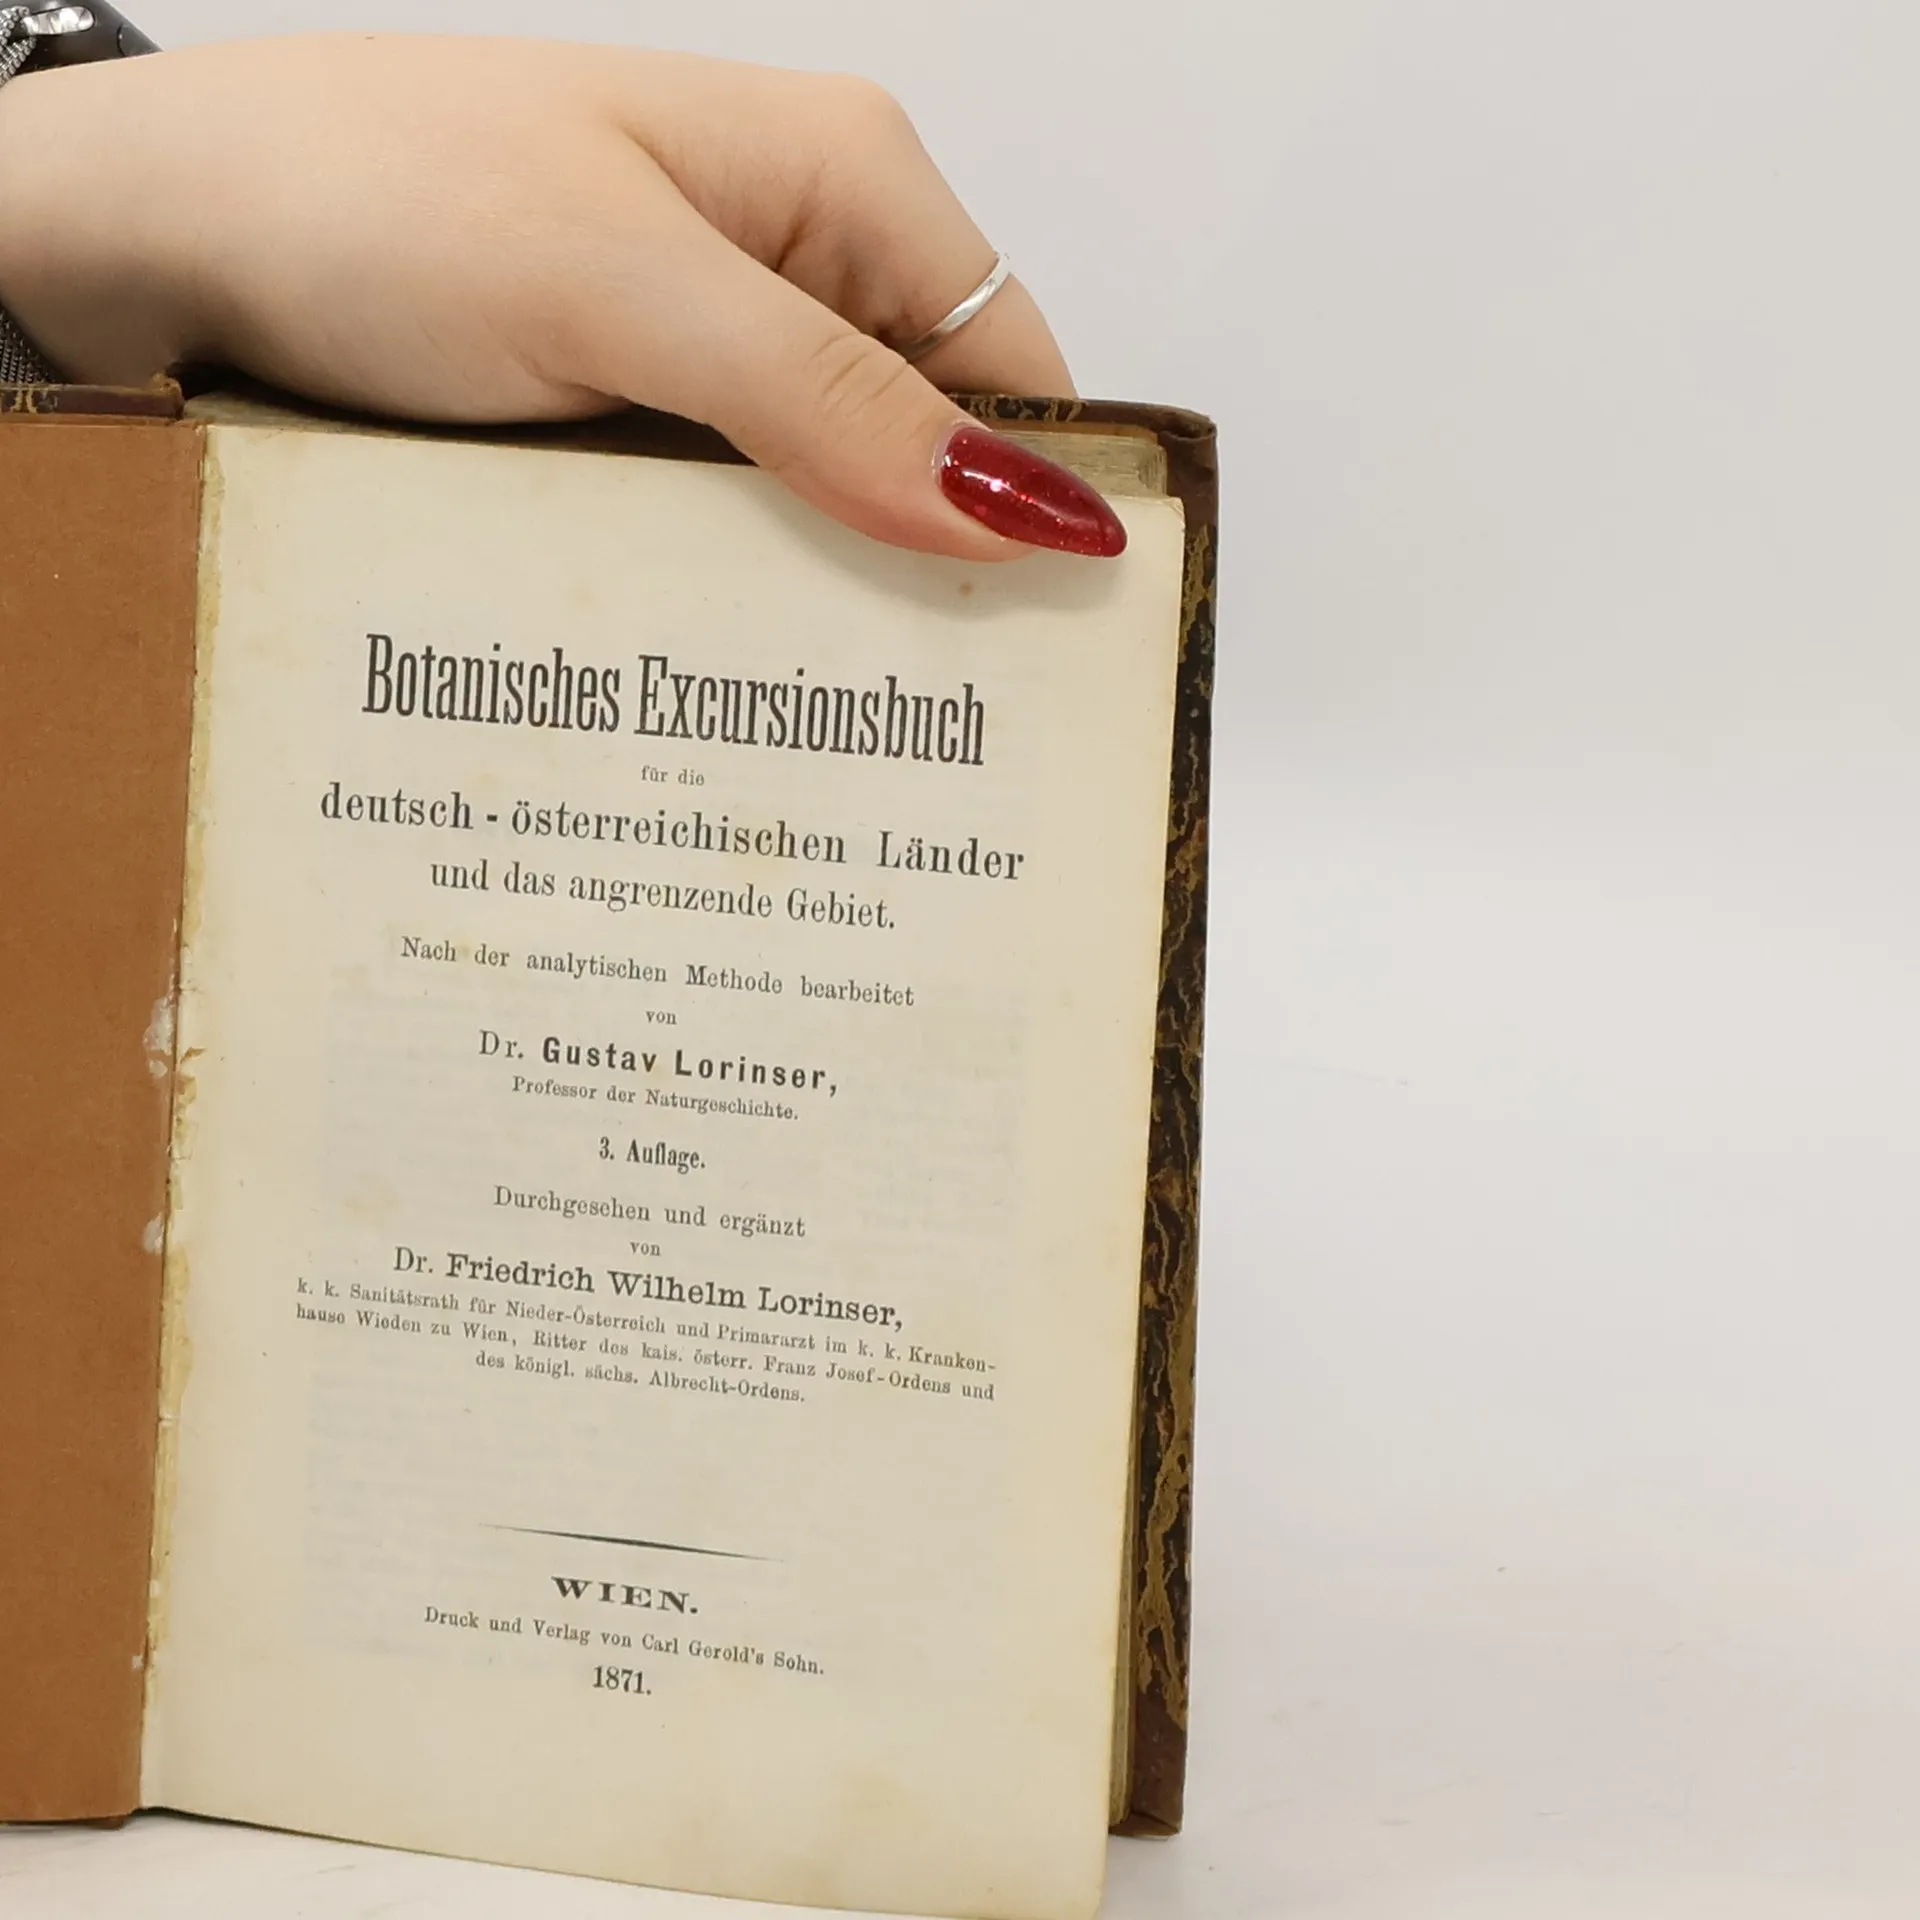 Botanisches Excursionsbuch
für die
deutsch-österreichischen Länder
und das angrenzende Gebiet.
Nach der analytischen Methode bearbeitet
von
Dr. Gustav Lorinser,
Professor der Naturgeschichte.
3. Auflage.
Durchgesehen und ergänzt
von
Dr. Friedrich Wilhelm Lorinser,
k. k. Sanitätsrath für Nieder-Österreich und Primararzt im k. k. Kranken-
hause Wieden zu Wien, Ritter des kais. österr. Franz Josef-Ordens und
des königl. sächs. Albrecht-Ordens.
WIEN.
Druck und Verlag von Carl Gerold's Sohn.
1871.